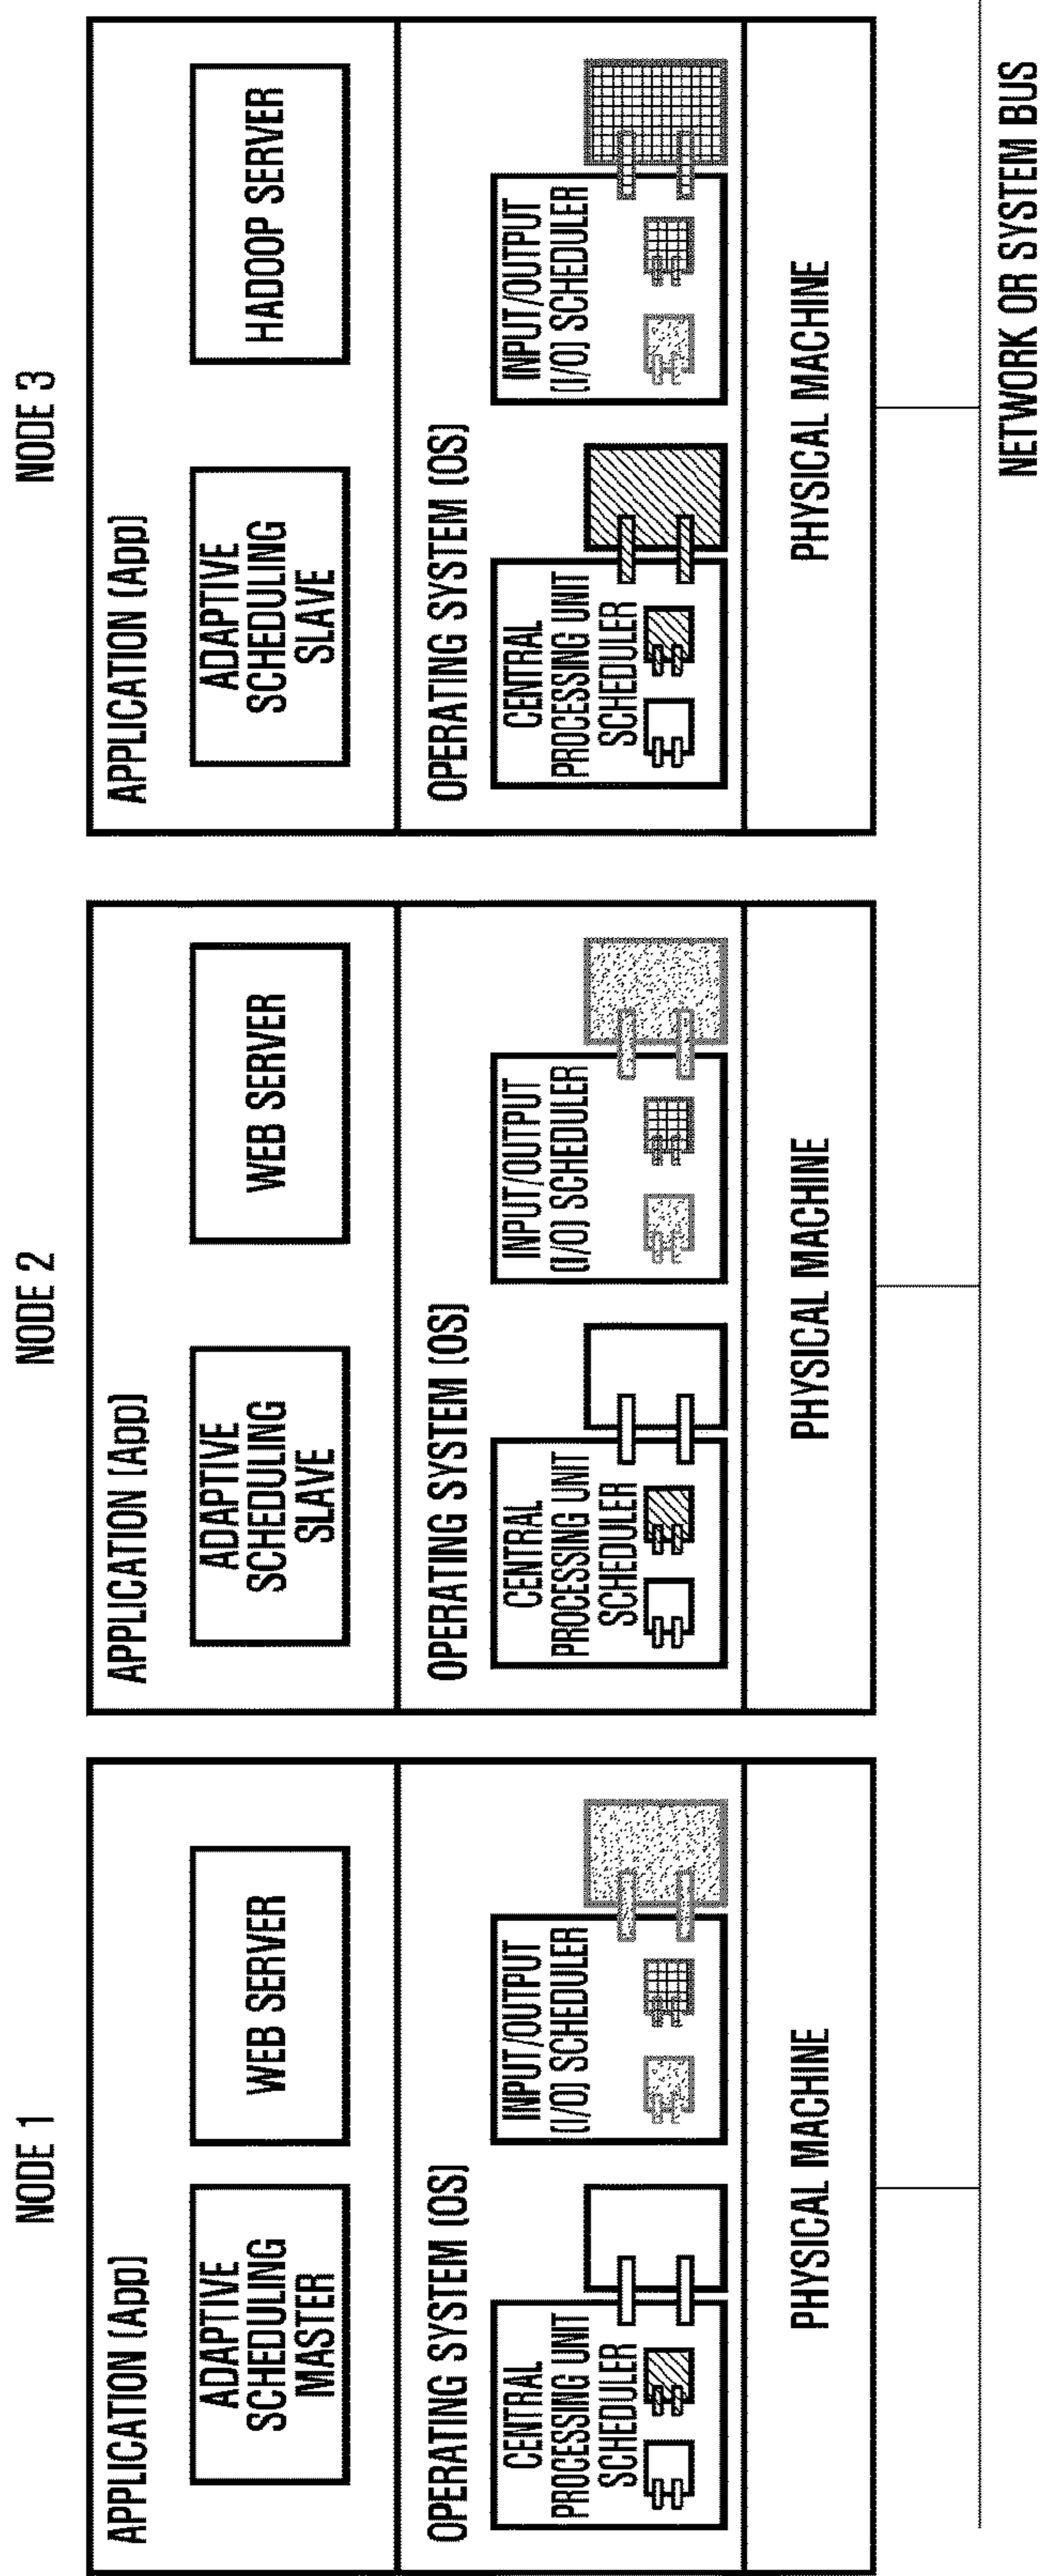 NODE 1
APPLICATION (App)
ADAPTIVE
SCHEDULING
MASTER
WEB SERVER
OPERATING SYSTEM (OS)
CENTRAL
PROCESSING UNIT
SCHEDULER
INPUT/OUTPUT
(I/O) SCHEDULER
PHYSICAL MACHINE
NODE 2
APPLICATION (App)
ADAPTIVE
SCHEDULING
SLAVE
WEB SERVER
OPERATING SYSTEM (OS)
CENTRAL
PROCESSING UNIT
SCHEDULER
INPUT/OUTPUT
(I/O) SCHEDULER
PHYSICAL MACHINE
NODE 3
APPLICATION (App)
ADAPTIVE
SCHEDULING
SLAVE
HADOOP SERVER
OPERATING SYSTEM (OS)
CENTRAL
PROCESSING UNIT
SCHEDULER
INPUT/OUTPUT
(I/O) SCHEDULER
PHYSICAL MACHINE
NETWORK OR SYSTEM BUS